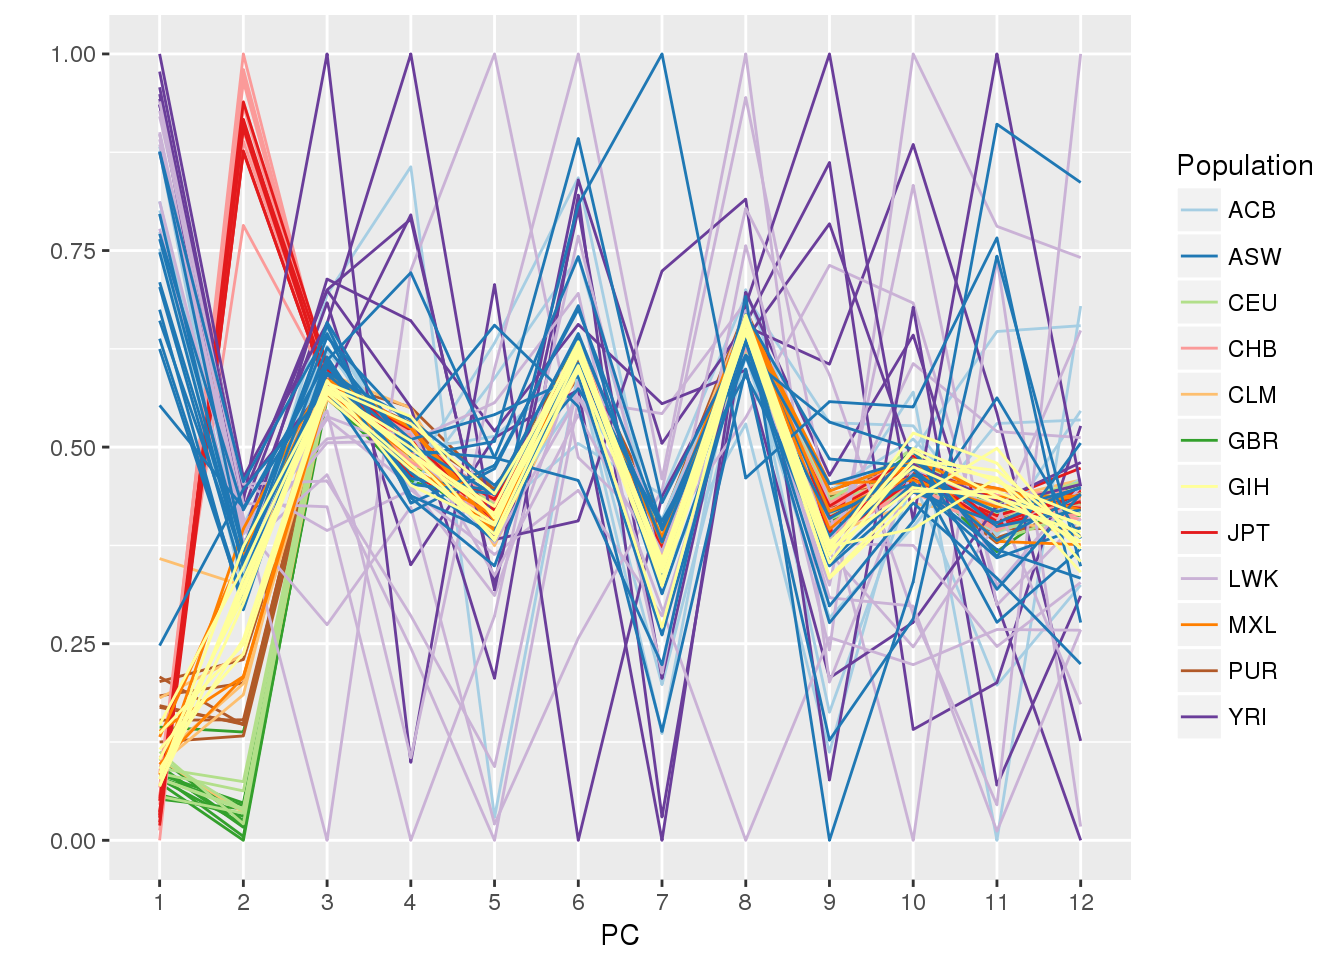 1.00
0.75
0.50
0.25
0.00
1 2 3 4 5 6 7 8 9 10 11 12
PC
Population
ACB
ASW
CEU
CHB
CLM
GBR
GIH
JPT
LWK
MXL
PUR
YRI